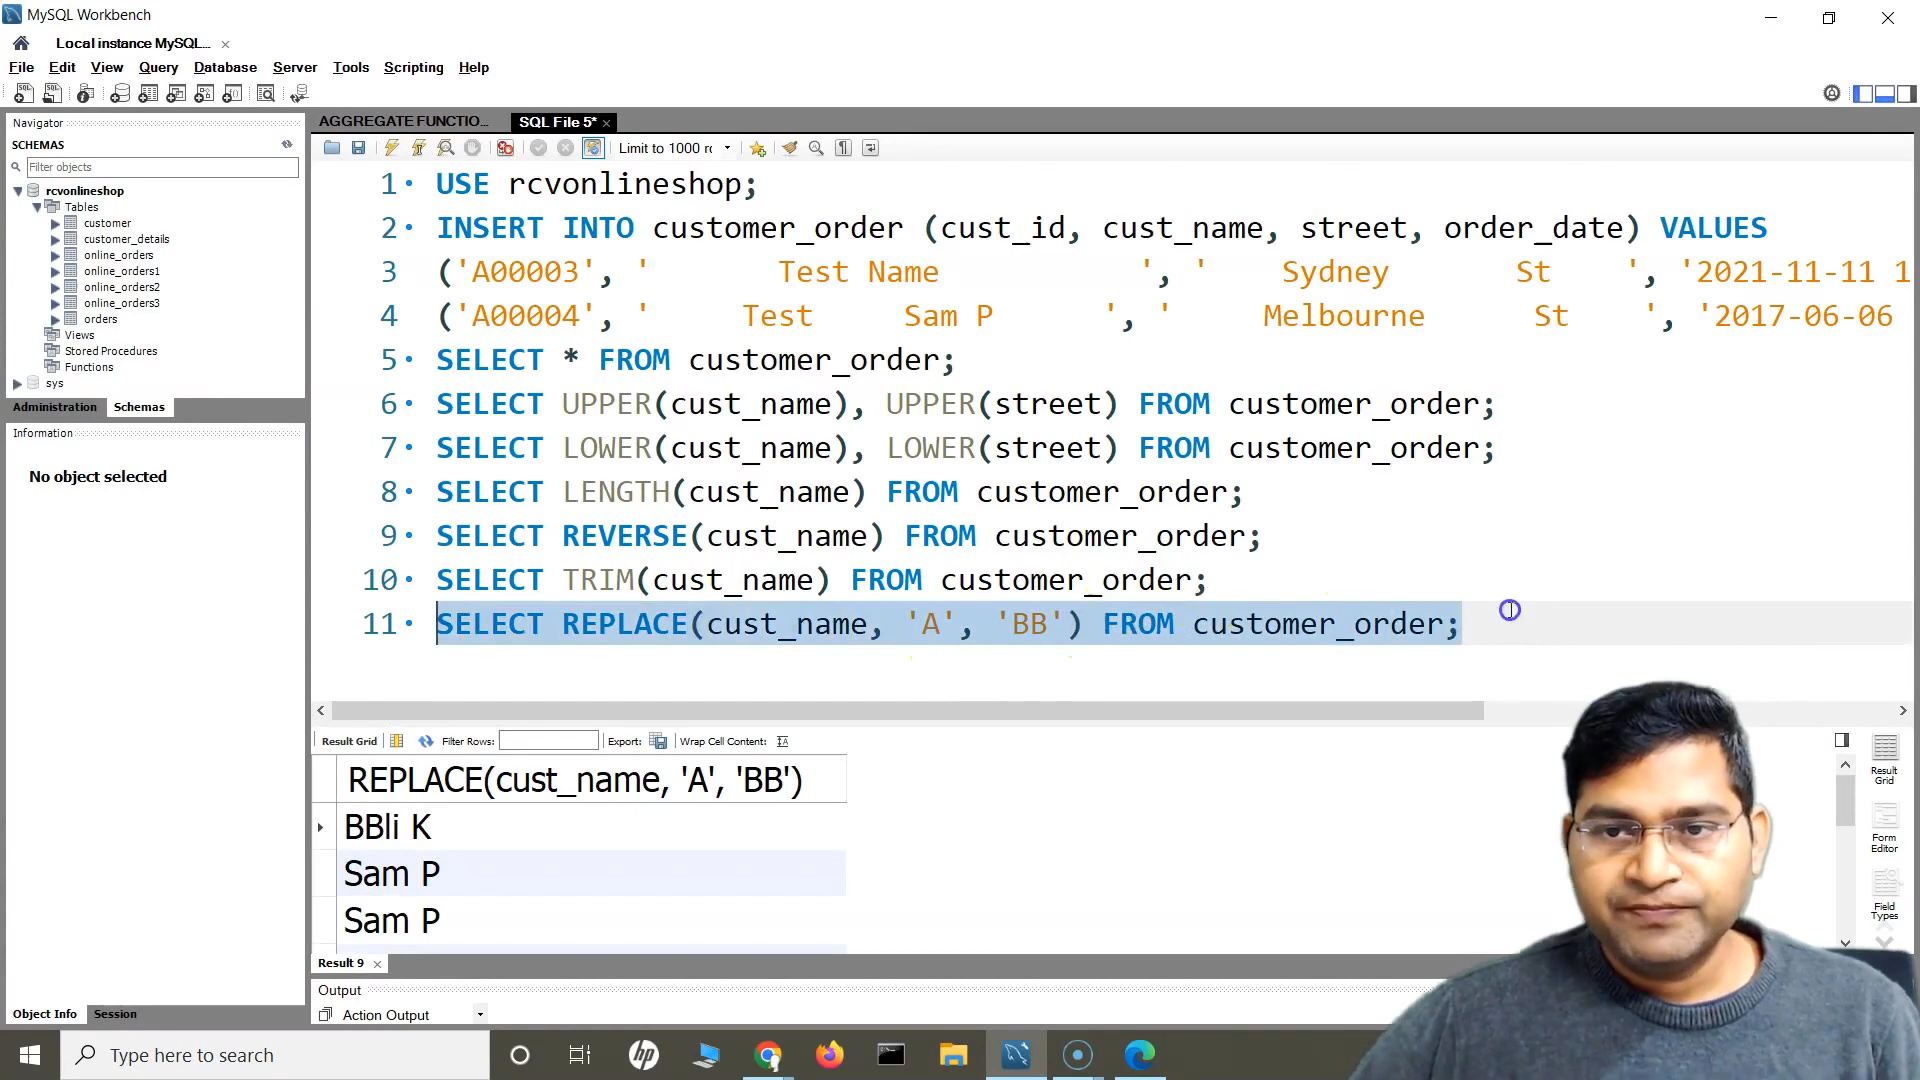 MySQL Workbench
Local instance MySQL...
File Edit View Query Database Server Tools Scripting Help
Navigator
SCHEMAS
Filter objects
rcvonlineshop
Tables
customer
customer_details
online_orders
online_orders1
online_orders2
online_orders3
orders
Views
Stored Procedures
Functions
sys
Administration Schemas
Information
No object selected
Object Info Session
AGGREGATE FUNCTIO... SQL File 5*
Limit to 1000 rc
1 USE rcvonlineshop;
2 INSERT INTO customer_order (cust_id, cust_name, street, order_date) VALUES
3 ('A00003', ' Test Name ', ' Sydney St ', '2021-11-11 1
4 ('A00004', ' Test Sam P ', ' Melbourne St ', '2017-06-06
5 SELECT * FROM customer_order;
6 SELECT UPPER(cust_name), UPPER(street) FROM customer_order;
7 SELECT LOWER(cust_name), LOWER(street) FROM customer_order;
8 SELECT LENGTH(cust_name) FROM customer_order;
9 SELECT REVERSE(cust_name) FROM customer_order;
10 SELECT TRIM(cust_name) FROM customer_order;
11 SELECT REPLACE(cust_name, 'A', 'BB') FROM customer_order;
Result Grid Filter Rows: Export: Wrap Cell Content:
REPLACE(cust_name, 'A', 'BB')
BBli K
Sam P
Sam P
Result Grid
Form Editor
Field Types
Result 9
Output
Action Output
Type here to search
hp